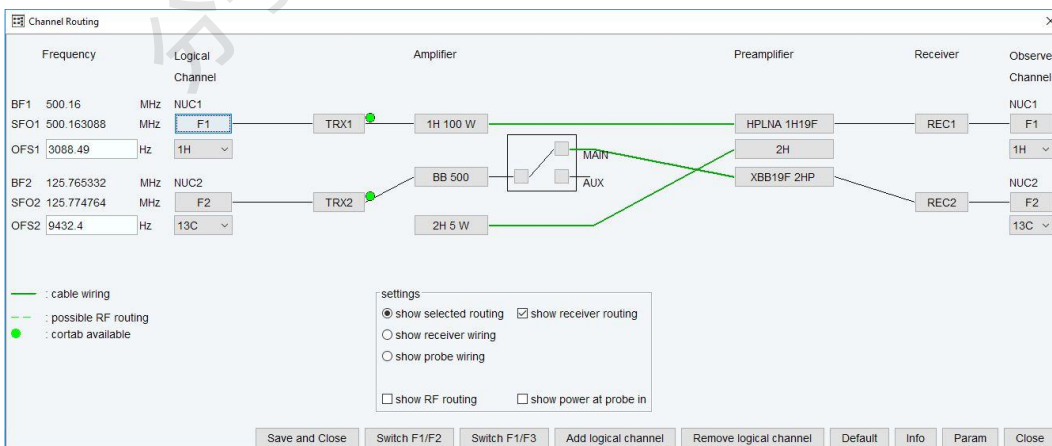 Channel Routing
Frequency Logical Channel Amplifier Preamplifier Receiver Observe Channel
BF1 500.16 MHz NUC1 NUC1
SFO1 500.163088 MHz F1 TRX1 1H 100 W HPLNA 1H19F REC1 F1
OFS1 3088.49 Hz 1H MAIN 2H 1H
BF2 125.765332 MHz NUC2 BB 500 AUX XBB19F 2HP NUC2
SFO2 125.774764 MHz F2 TRX2 REC2 F2
OFS2 9432.4 Hz 13C 2H 5 W 13C
: cable wiring
: possible RF routing
: cortab available
settings
show selected routing show receiver routing
show receiver wiring
show probe wiring
show RF routing show power at probe in
Save and Close Switch F1/F2 Switch F1/F3 Add logical channel Remove logical channel Default Info Param Close